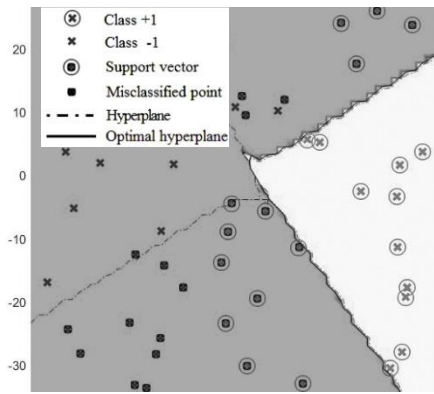 20
10
0
-10
-20
-30
Class +1
Class -1
Support vector
Misclassified point
Hyperplane
Optimal hyperplane